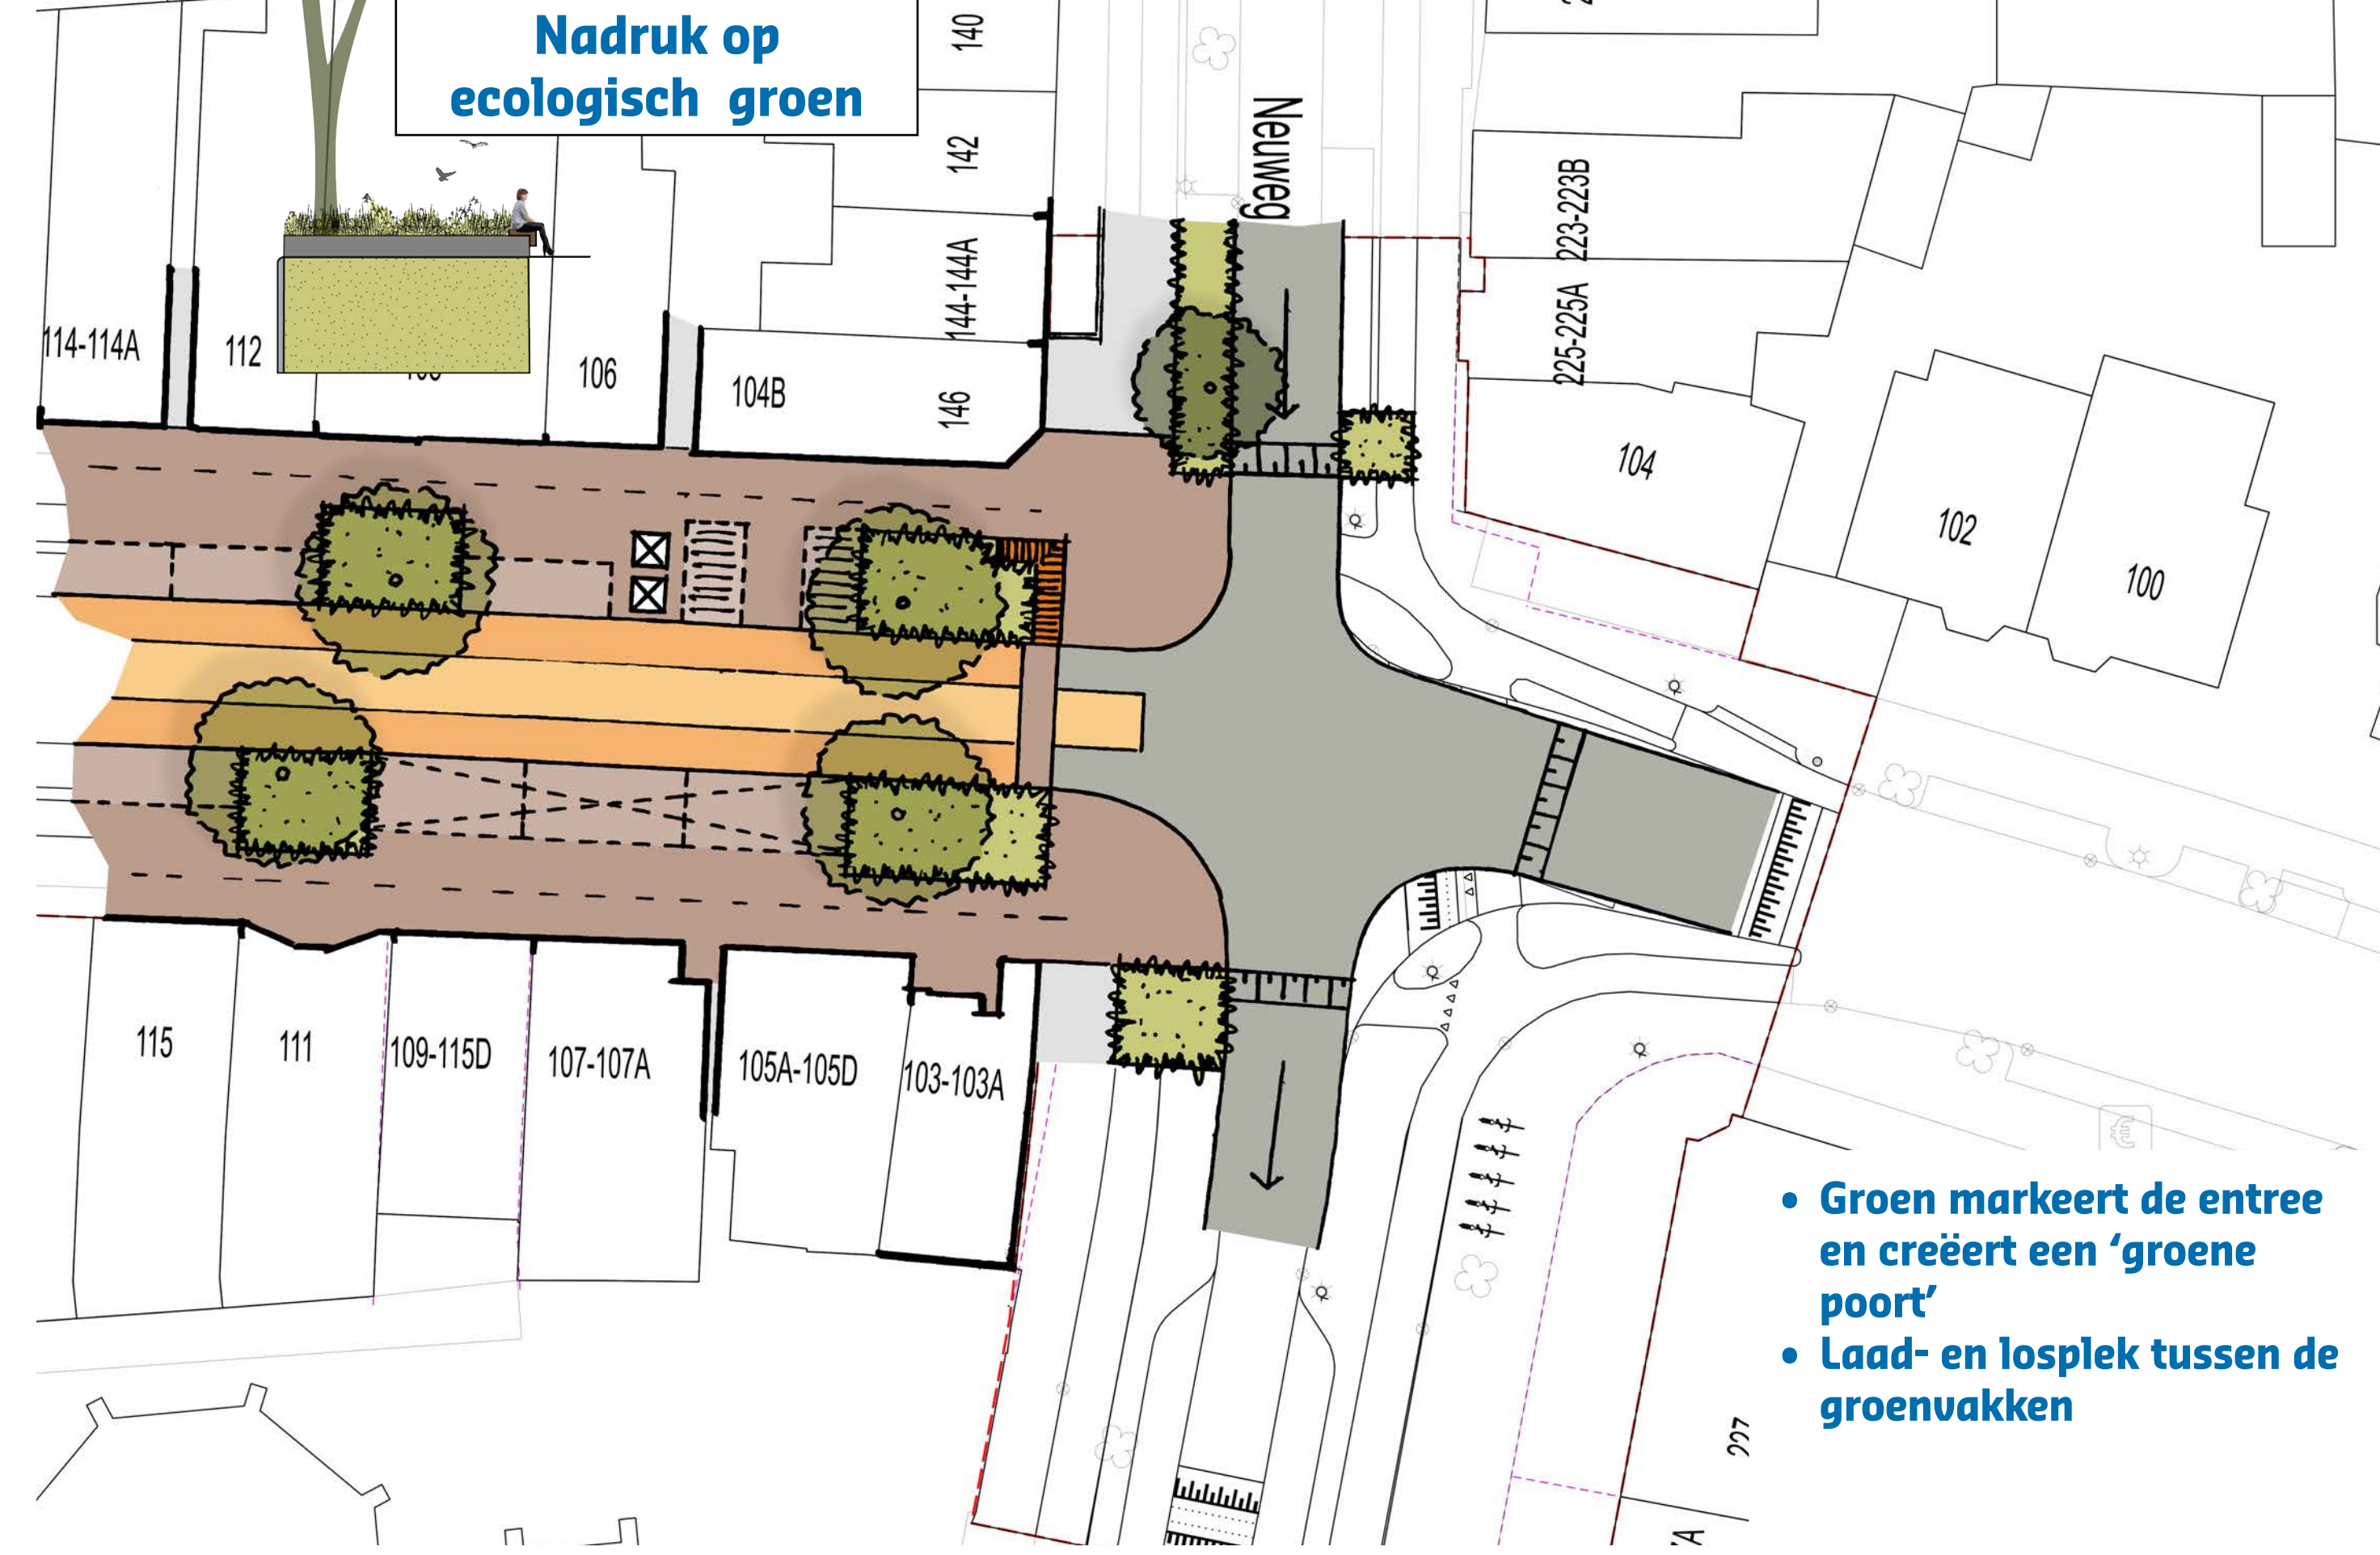 Nadruk op
ecologisch groen
140
142
144-144A
146
Neuweg
223-223B
225-225A
114-114A
112
106
104B
104
102
100
115
111
109-115D
107-107A
105A-105D
103-103A
€
• Groen markeert de entree
en creëert een ‘groene
poort’
• Laad- en losplek tussen de
groenvakken
227